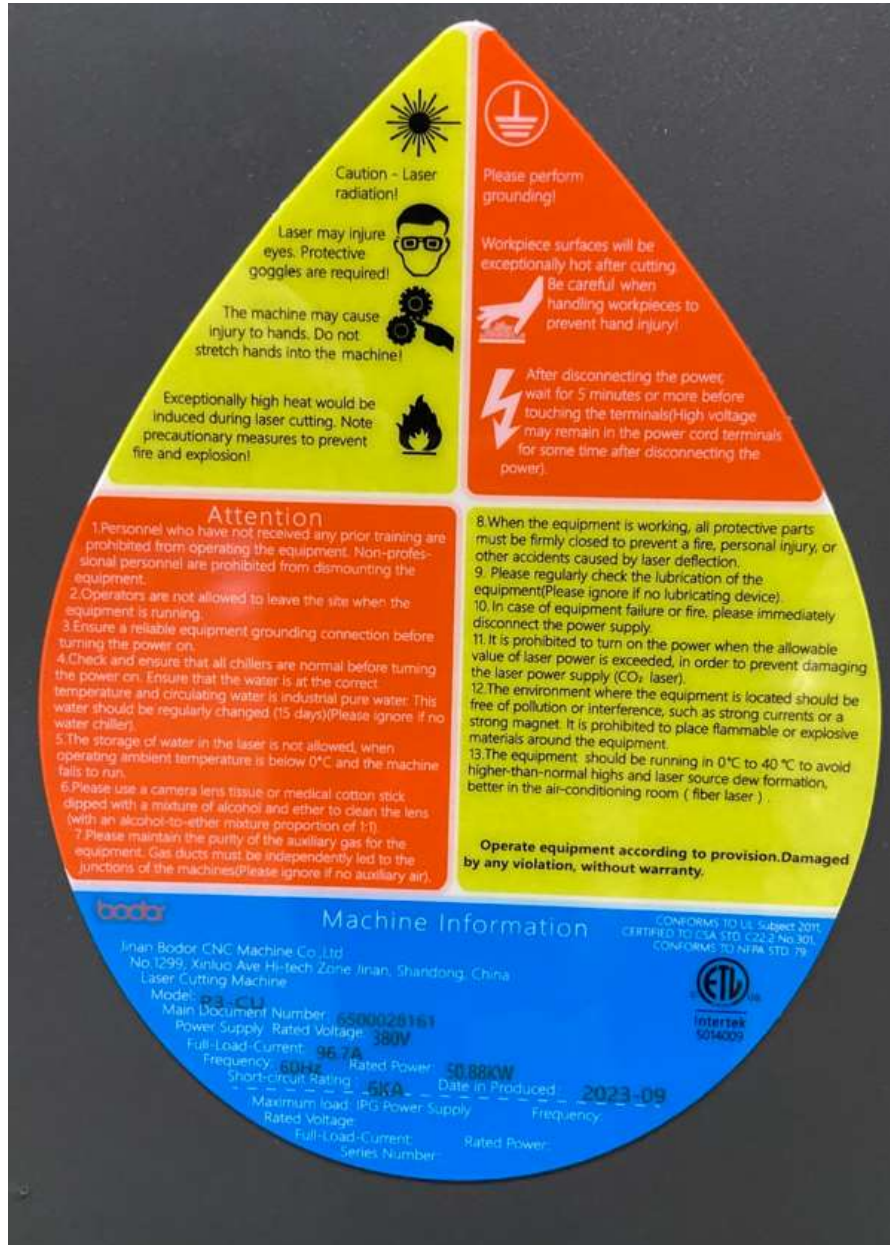 Caution - Laser
radiation!
Laser may injure
eyes. Protective
goggles are required!
The machine may cause
injury to hands. Do not
stretch hands into the machine!
Exceptionally high heat would be
induced during laser cutting. Note
precautionary measures to prevent
fire and explosion!
Please perform
grounding!
Workpiece surfaces will be
exceptionally hot after cutting.
Be careful when
handling workpieces to
prevent hand injury!
After disconnecting the power,
wait for 5 minutes or more before
touching the terminals(High voltage
may remain in the power cord terminals
for some time after disconnecting the
power).
Attention
1.Personnel who have not received any prior training are
prohibited from operating the equipment. Non-profes-
sional personnel are prohibited from dismounting the
equipment.
2.Operators are not allowed to leave the site when the
equipment is running.
3.Ensure a reliable equipment grounding connection before
turning the power on.
4.Check and ensure that all chillers are normal before turning
the power on. Ensure that the water is at the correct
temperature and circulating water is industrial pure water. This
water should be regularly changed (15 days)(Please ignore if no
water chiller).
5.The storage of water in the laser is not allowed, when
operating ambient temperature is below 0°C and the machine
fails to run.
6.Please use a camera lens tissue or medical cotton stick
dipped with a mixture of alcohol and ether to clean the lens
(with an alcohol-to-ether mixture proportion of 1:1)
7.Please maintain the purity of the auxiliary gas for the
equipment. Gas ducts must be independently led to the
junctions of the machines(Please ignore if no auxiliary air).
8.When the equipment is working, all protective parts
must be firmly closed to prevent a fire, personal injury, or
other accidents caused by laser deflection.
9. Please regularly check the lubrication of the
equipment(Please ignore if no lubricating device).
10. In case of equipment failure or fire, please immediately
disconnect the power supply.
11. It is prohibited to turn on the power when the allowable
value of laser power is exceeded, in order to prevent damaging
the laser power supply (CO₂ laser).
12.The environment where the equipment is located should be
free of pollution or interference, such as strong currents or a
strong magnet. It is prohibited to place flammable or explosive
materials around the equipment.
13.The equipment should be running in 0°C to 40 °C to avoid
higher-than-normal highs and laser source dew formation,
better in the air-conditioning room ( fiber laser ) .
Operate equipment according to provision.Damaged
by any violation, without warranty.
bodor
Machine Information
CONFORMS TO UL Subject 2011,
CERTIFIED TO CSA STD. C22.2 No.301,
CONFORMS TO NFPA STD. 79.
Jinan Bodor CNC Machine Co.,Ltd
No.1299, Xinluo Ave Hi-tech Zone Jinan, Shandong, China
Laser Cutting Machine
Model: P3-CU
Main Document Number: 6500028161
Power Supply Rated Voltage: 380V
Full-Load-Current: 96.7A Rated Power: 50.88kW
Frequency: 60Hz
Short-circuit Rating : 6KA Date in Produced: 2023-09
Maximum load IPG Power Supply Frequency:
Rated Voltage:
Full-Load-Current: Rated Power:
Series Number:
ETL
C US
Intertek
5014009